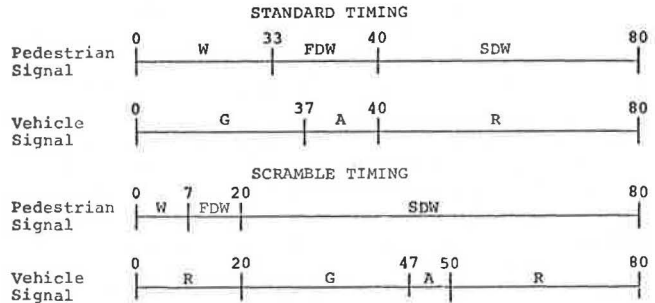 STANDARD TIMING
0 33 40 80
Pedestrian Signal W FDW SDW
0 37 40 80
Vehicle Signal G A R
SCRAMBLE TIMING
0 7 20 80
Pedestrian Signal W FDW SDW
0 20 47 50 80
Vehicle Signal R G A R